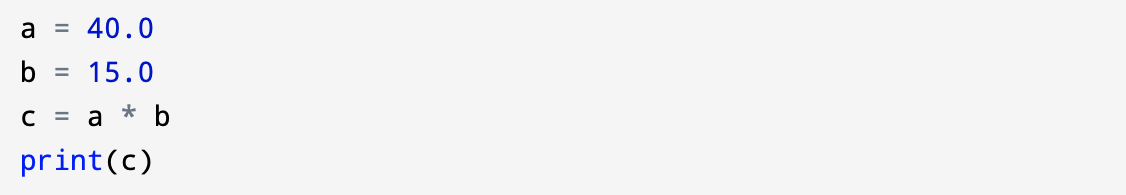 a = 40.0
b = 15.0
c = a * b
print(c)